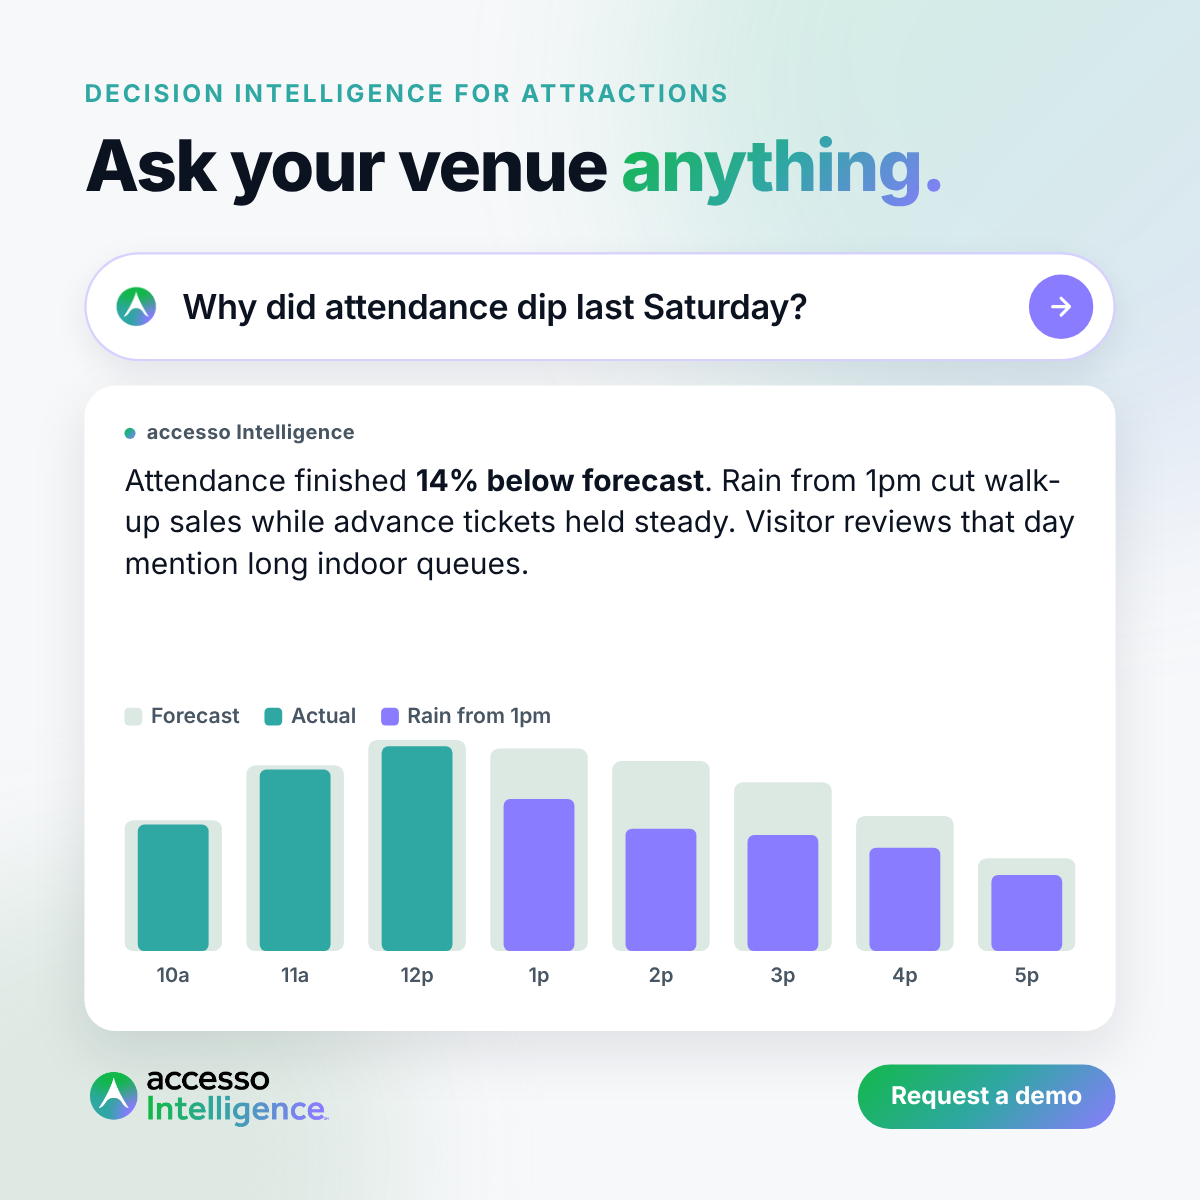 DECISION INTELLIGENCE FOR ATTRACTIONS
Ask your venue anything.
Why did attendance dip last Saturday?
accesso Intelligence
Attendance finished 14% below forecast. Rain from 1pm cut walk-
up sales while advance tickets held steady. Visitor reviews that day
mention long indoor queues.
Forecast Actual Rain from 1pm
10a 11a 12p 1p 2p 3p 4p 5p
accesso
Intelligence
Request a demo